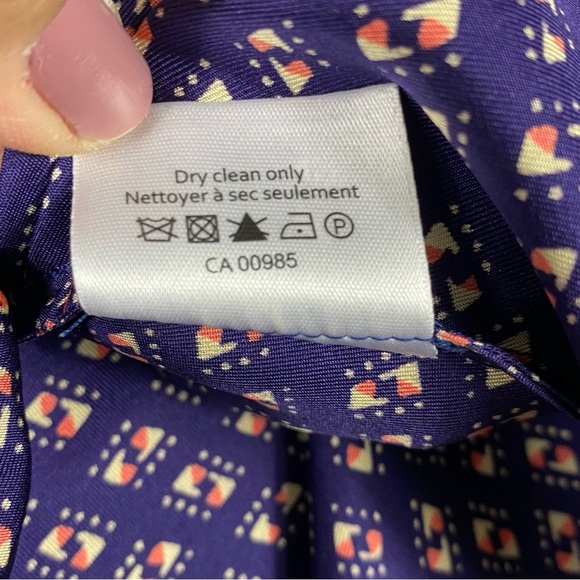 Dry clean only
Nettoyer à sec seulement
P
CA 00985